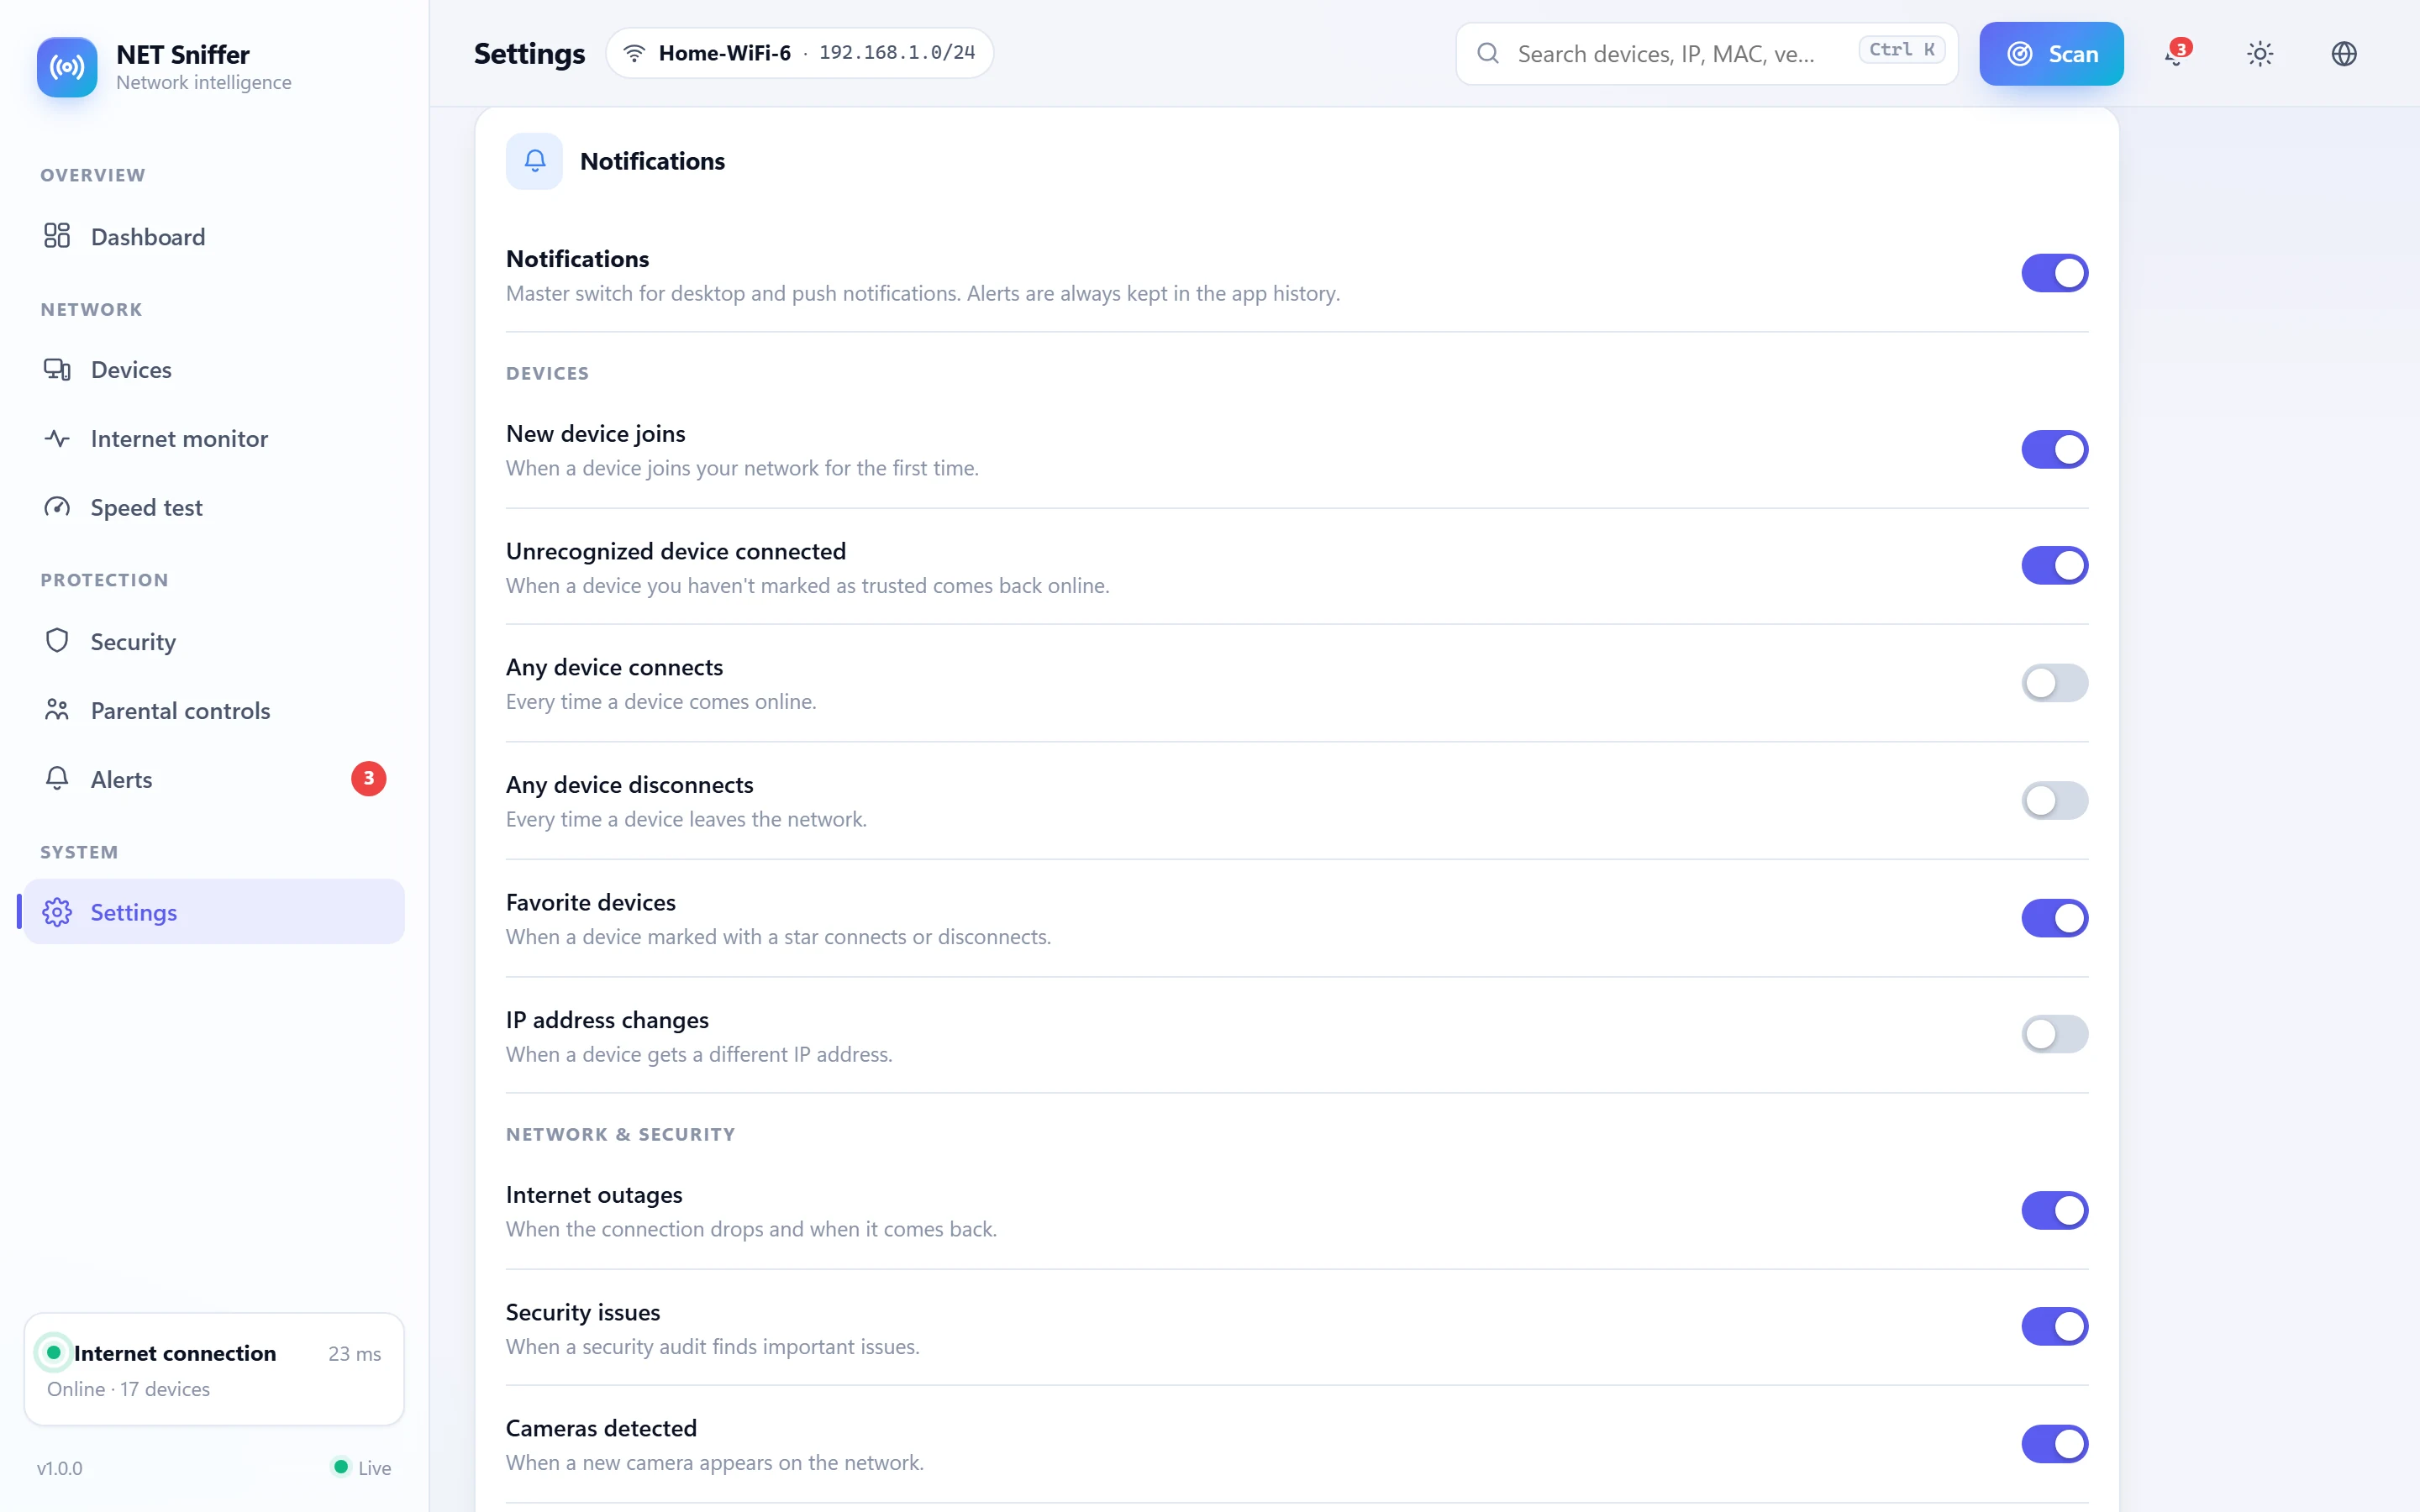 NET Sniffer
Network intelligence
OVERVIEW
Dashboard
NETWORK
Devices
Internet monitor
Speed test
PROTECTION
Security
Parental controls
Alerts 3
SYSTEM
Settings
Internet connection 23 ms
Online · 17 devices
v1.0.0 Live
Settings Home-WiFi-6 · 192.168.1.0/24 Search devices, IP, MAC, ve... Ctrl K Scan 3
Notifications
Notifications
Master switch for desktop and push notifications. Alerts are always kept in the app history.
DEVICES
New device joins
When a device joins your network for the first time.
Unrecognized device connected
When a device you haven't marked as trusted comes back online.
Any device connects
Every time a device comes online.
Any device disconnects
Every time a device leaves the network.
Favorite devices
When a device marked with a star connects or disconnects.
IP address changes
When a device gets a different IP address.
NETWORK & SECURITY
Internet outages
When the connection drops and when it comes back.
Security issues
When a security audit finds important issues.
Cameras detected
When a new camera appears on the network.